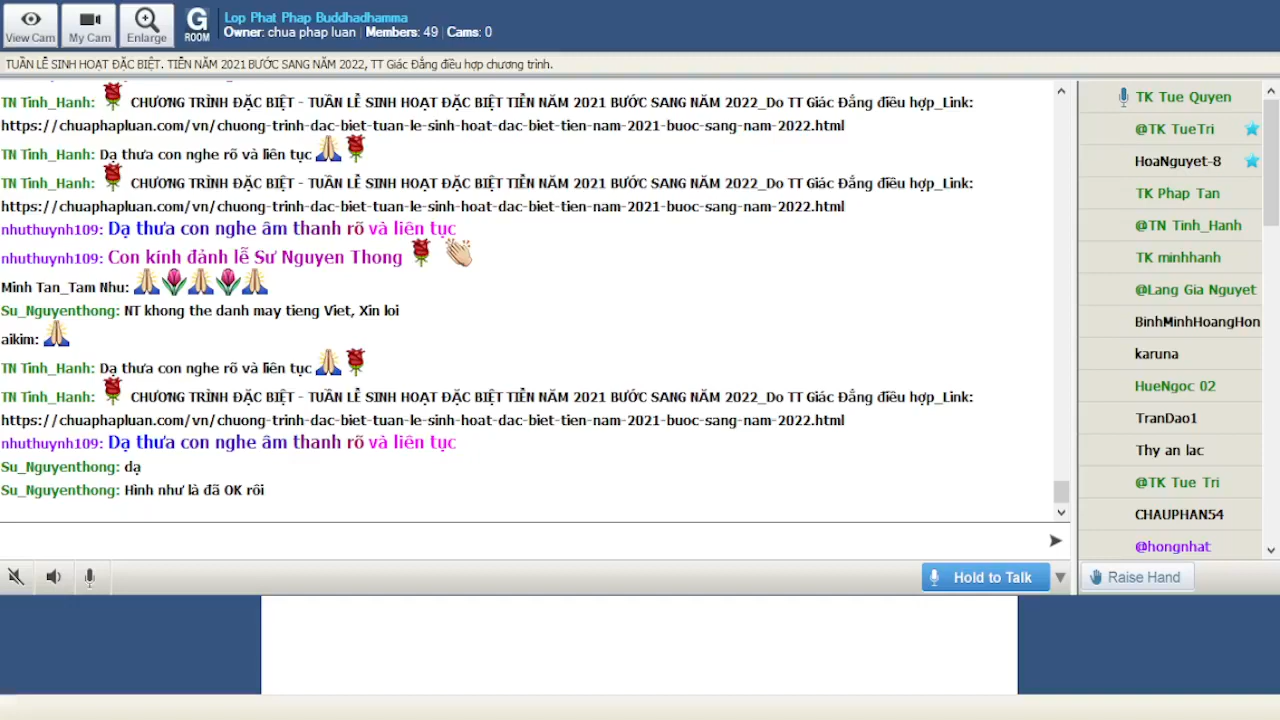 View Cam
My Cam
Enlarge
G
ROOM
Lop Phat Phap Buddhadhamma
Owner: chua phap luan | Members: 49 | Cams: 0
TUẦN LỄ SINH HOẠT ĐẶC BIỆT. TIỄN NĂM 2021 BƯỚC SANG NĂM 2022, TT Giác Đẳng điều hợp chương trình.
TN Tinh_Hanh: CHƯƠNG TRÌNH ĐẶC BIỆT - TUẦN LỄ SINH HOẠT ĐẶC BIỆT TIỄN NĂM 2021 BƯỚC SANG NĂM 2022_Do TT Giác Đẳng điều hợp_Link:
https://chuaphapluan.com/vn/chuong-trinh-dac-biet-tuan-le-sinh-hoat-dac-biet-tien-nam-2021-buoc-sang-nam-2022.html
TN Tinh_Hanh: Dạ thưa con nghe rõ và liên tục
TN Tinh_Hanh: CHƯƠNG TRÌNH ĐẶC BIỆT - TUẦN LỄ SINH HOẠT ĐẶC BIỆT TIỄN NĂM 2021 BƯỚC SANG NĂM 2022_Do TT Giác Đẳng điều hợp_Link:
https://chuaphapluan.com/vn/chuong-trinh-dac-biet-tuan-le-sinh-hoat-dac-biet-tien-nam-2021-buoc-sang-nam-2022.html
nhuthuynh109: Dạ thưa con nghe âm thanh rõ và liên tục
nhuthuynh109: Con kính đảnh lễ Sư Nguyen Thong
Minh Tan_Tam Nhu:
Su_Nguyenthong: NT khong the danh may tieng Viet, Xin loi
aikim:
TN Tinh_Hanh: Dạ thưa con nghe rõ và liên tục
TN Tinh_Hanh: CHƯƠNG TRÌNH ĐẶC BIỆT - TUẦN LỄ SINH HOẠT ĐẶC BIỆT TIỄN NĂM 2021 BƯỚC SANG NĂM 2022_Do TT Giác Đẳng điều hợp_Link:
https://chuaphapluan.com/vn/chuong-trinh-dac-biet-tuan-le-sinh-hoat-dac-biet-tien-nam-2021-buoc-sang-nam-2022.html
nhuthuynh109: Dạ thưa con nghe âm thanh rõ và liên tục
Su_Nguyenthong: dạ
Su_Nguyenthong: Hình như là đã OK rồi
Hold to Talk
TK Tue Quyen
@TK TueTri
HoaNguyet-8
TK Phap Tan
@TN Tinh_Hanh
TK minhhanh
@Lang Gia Nguyet
BinhMinhHoangHon
karuna
HueNgoc 02
TranDao1
Thy an lac
@TK Tue Tri
CHAUPHAN54
@hongnhat
Raise Hand